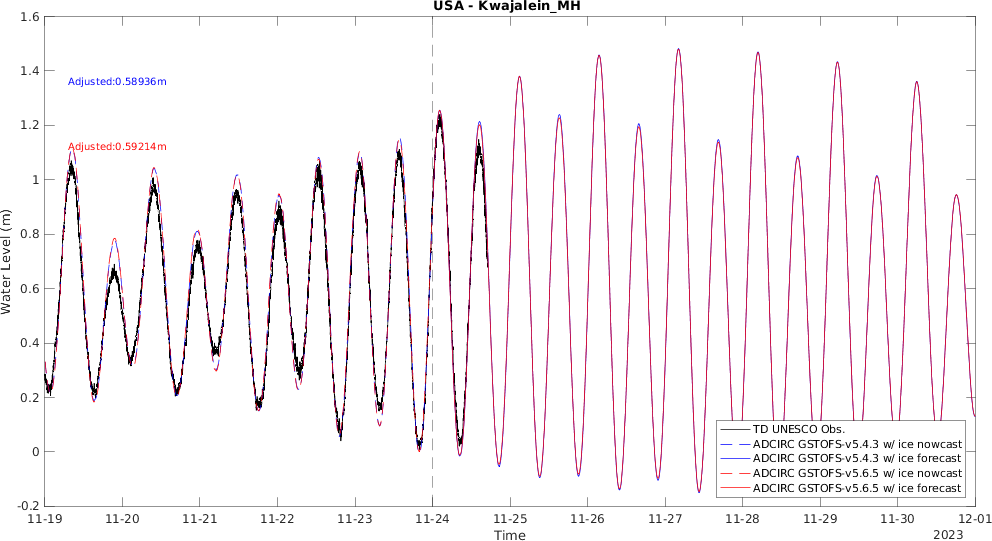 USA - Kwajalein_MH
1.6
1.4
1.2
1
0.8
0.6
0.4
0.2
0
-0.2
Water Level (m)
Adjusted:0.58936m
Adjusted:0.59214m
TD UNESCO Obs.
ADCIRC GSTOFS-v5.4.3 w/ ice nowcast
ADCIRC GSTOFS-v5.4.3 w/ ice forecast
ADCIRC GSTOFS-v5.6.5 w/ ice nowcast
ADCIRC GSTOFS-v5.6.5 w/ ice forecast
11-19 11-20 11-21 11-22 11-23 11-24 11-25 11-26 11-27 11-28 11-29 11-30 12-01
Time
2023